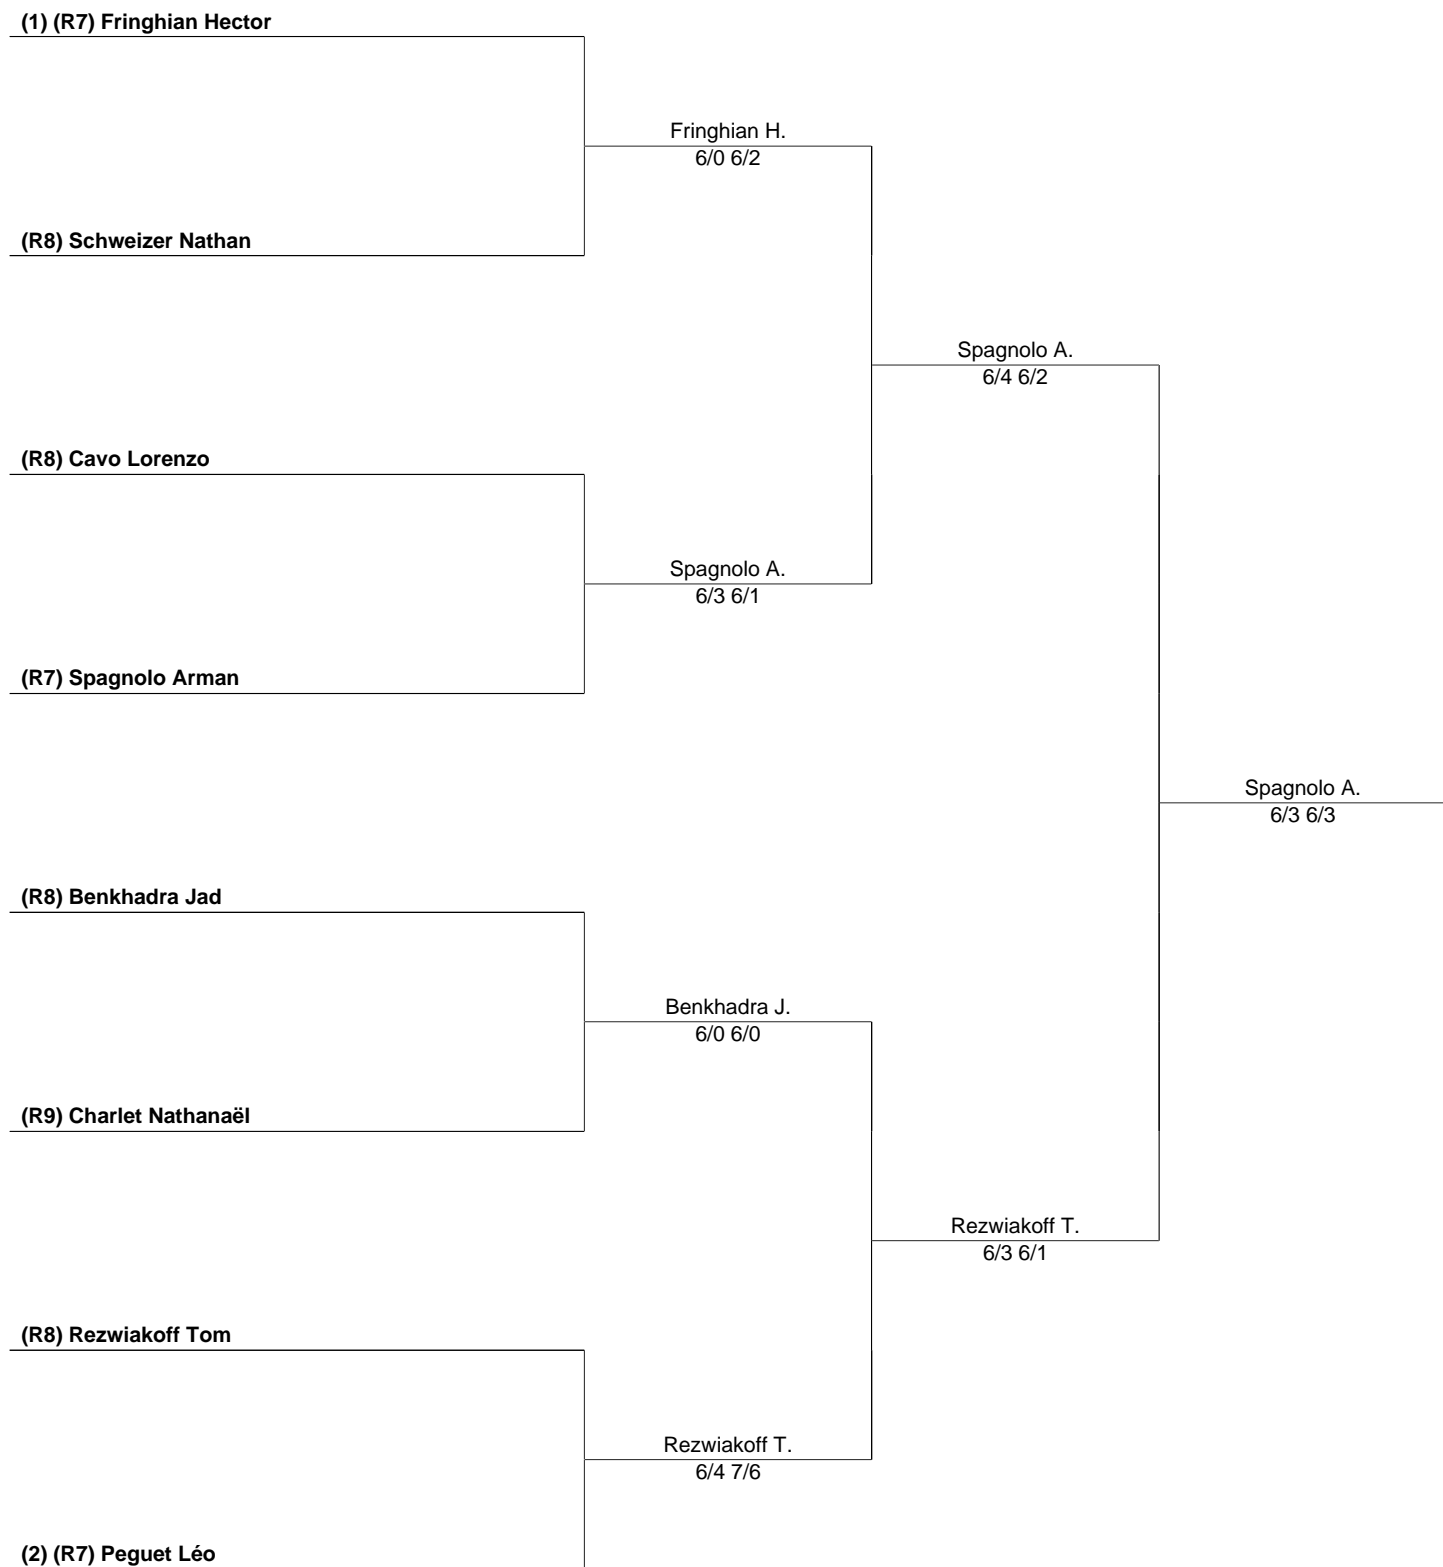 (1) (R7) Fringhian Hector
Fringhian H.
6/0 6/2
(R8) Schweizer Nathan
Spagnolo A.
6/4 6/2
(R8) Cavo Lorenzo
Spagnolo A.
6/3 6/1
(R7) Spagnolo Arman
Spagnolo A.
6/3 6/3
(R8) Benkhadra Jad
Benkhadra J.
6/0 6/0
(R9) Charlet Nathanaël
Rezwiakoff T.
6/3 6/1
(R8) Rezwiakoff Tom
Rezwiakoff T.
6/4 7/6
(2) (R7) Peguet Léo